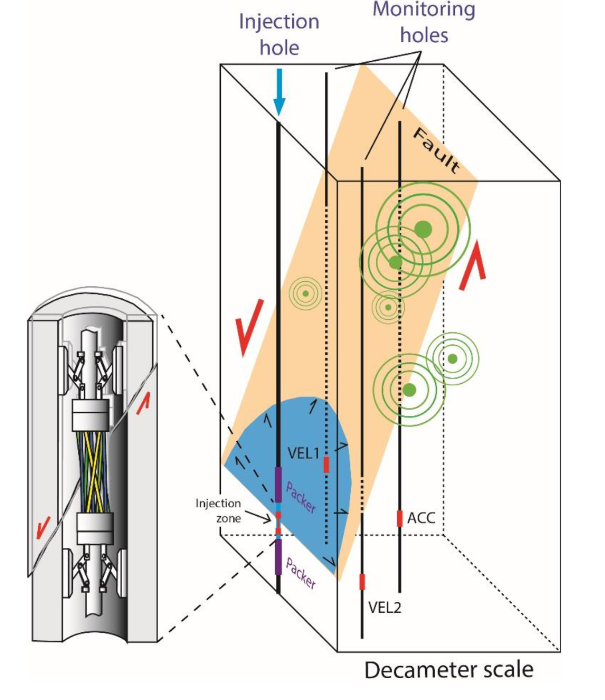 Injection
hole
Monitoring
holes
Fault
VEL1
Packer
Injection
zone
Packer
ACC
VEL2
Decameter scale